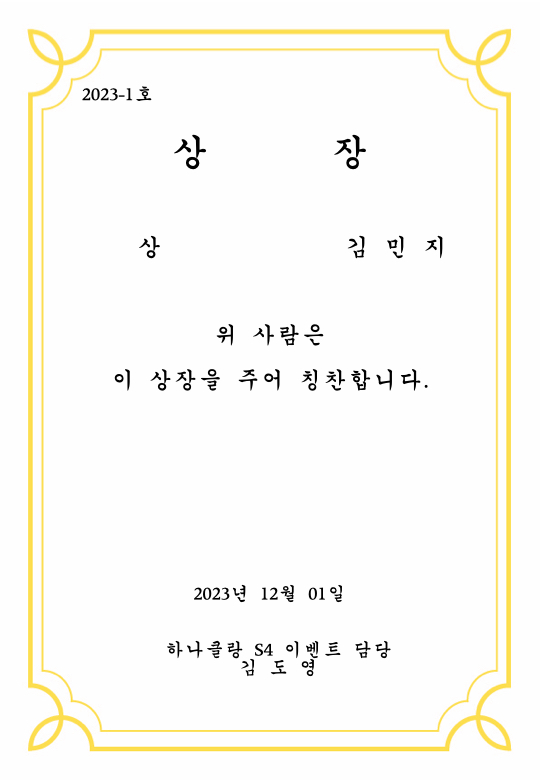 2023-1호
상 장
상 김 민 지
위 사람은
이 상장을 주어 칭찬합니다.
2023년 12월 01일
하나클랑 S4 이벤트 담당
김 도 영